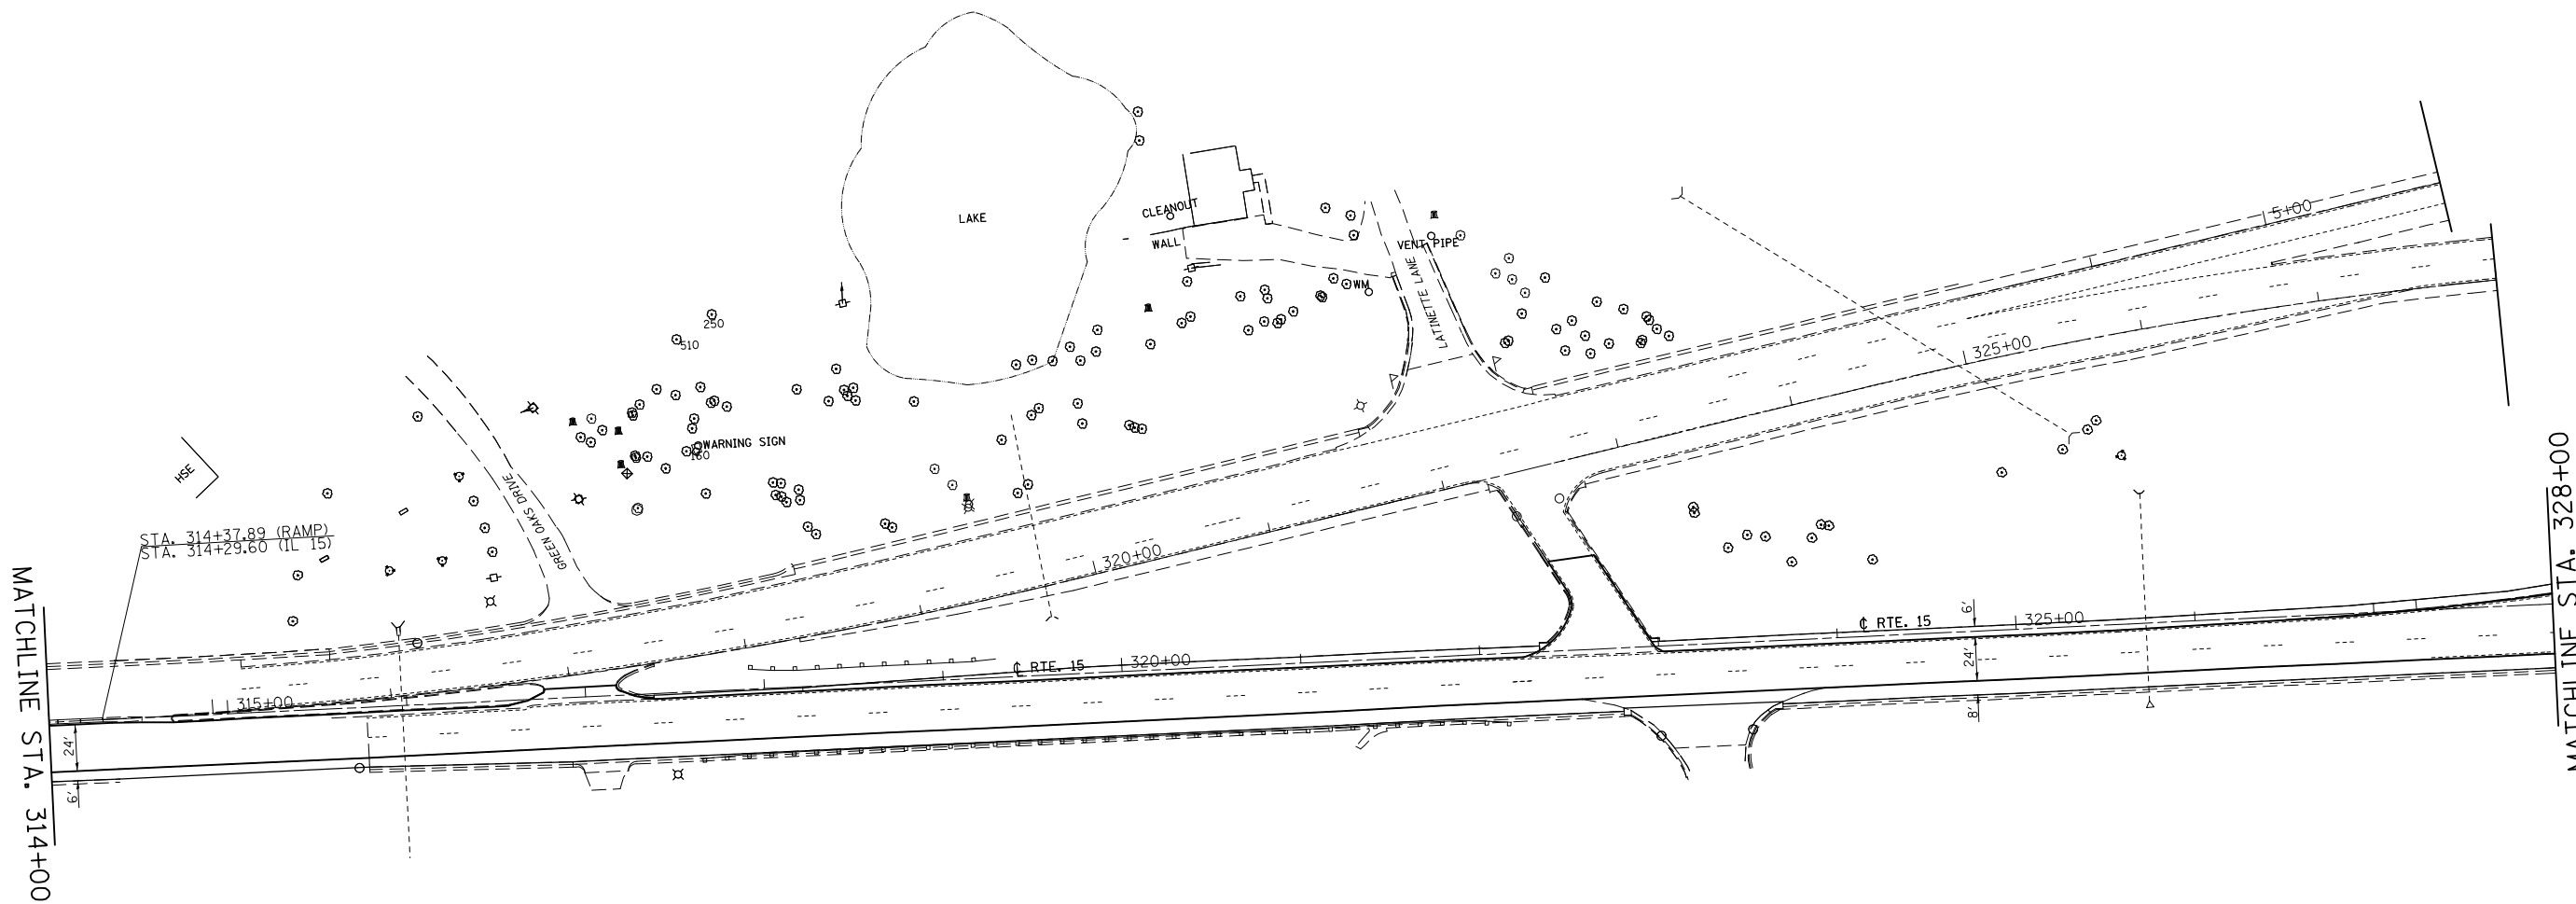 LAKE
CLEANOUT
WALL
VENT PIPE
LATINETTE LANE
WM
5+00
250
510
325+00
WARNING SIGN
160
HSE
GREEN OAKS DRIVE
STA. 314+37.89 (RAMP)
STA. 314+29.60 (IL 15)
320+00
℄ RTE. 15
320+00
℄ RTE. 15
6'
325+00
24'
8'
315+00
24'
6'
MATCHLINE STA. 314+00
MATCHLINE STA. 328+00